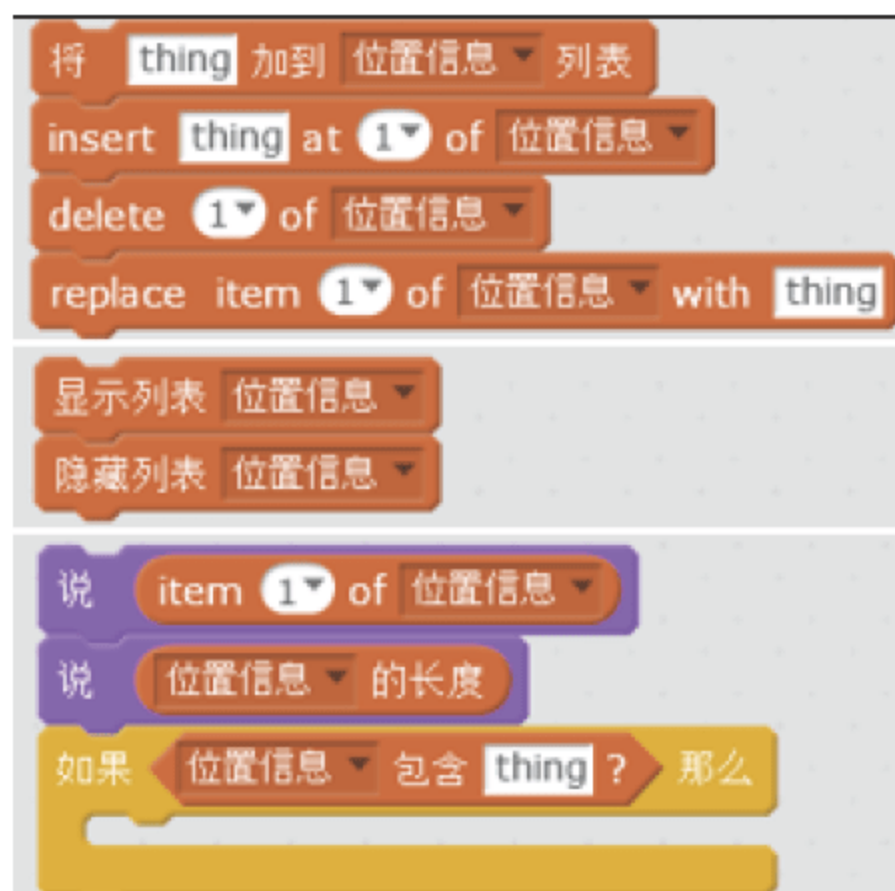 将 thing 加到 位置信息 列表
insert thing at 1 of 位置信息
delete 1 of 位置信息
replace item 1 of 位置信息 with thing
显示列表 位置信息
隐藏列表 位置信息
说 item 1 of 位置信息
说 位置信息 的长度
如果 位置信息 包含 thing ? 那么